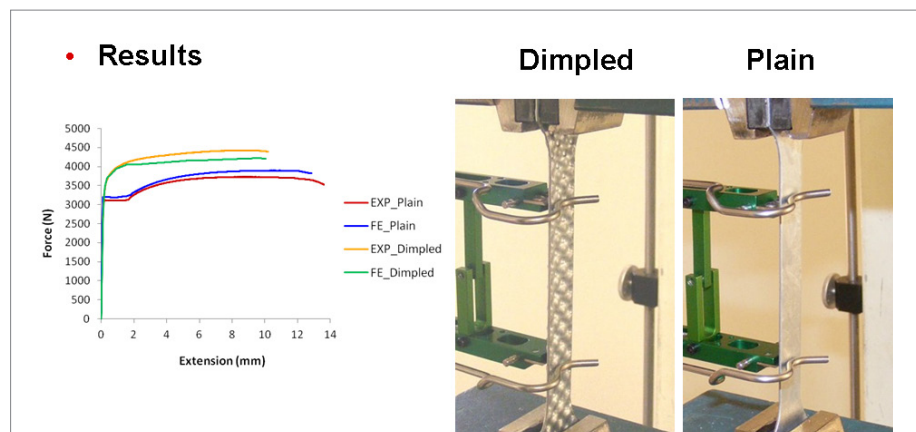 • Results
Dimpled
Plain
5000
4500
4000
3500
3000
2500
2000
1500
1000
500
0
Force (N)
0 2 4 6 8 10 12 14
Extension (mm)
EXP_Plain
FE_Plain
EXP_Dimpled
FE_Dimpled